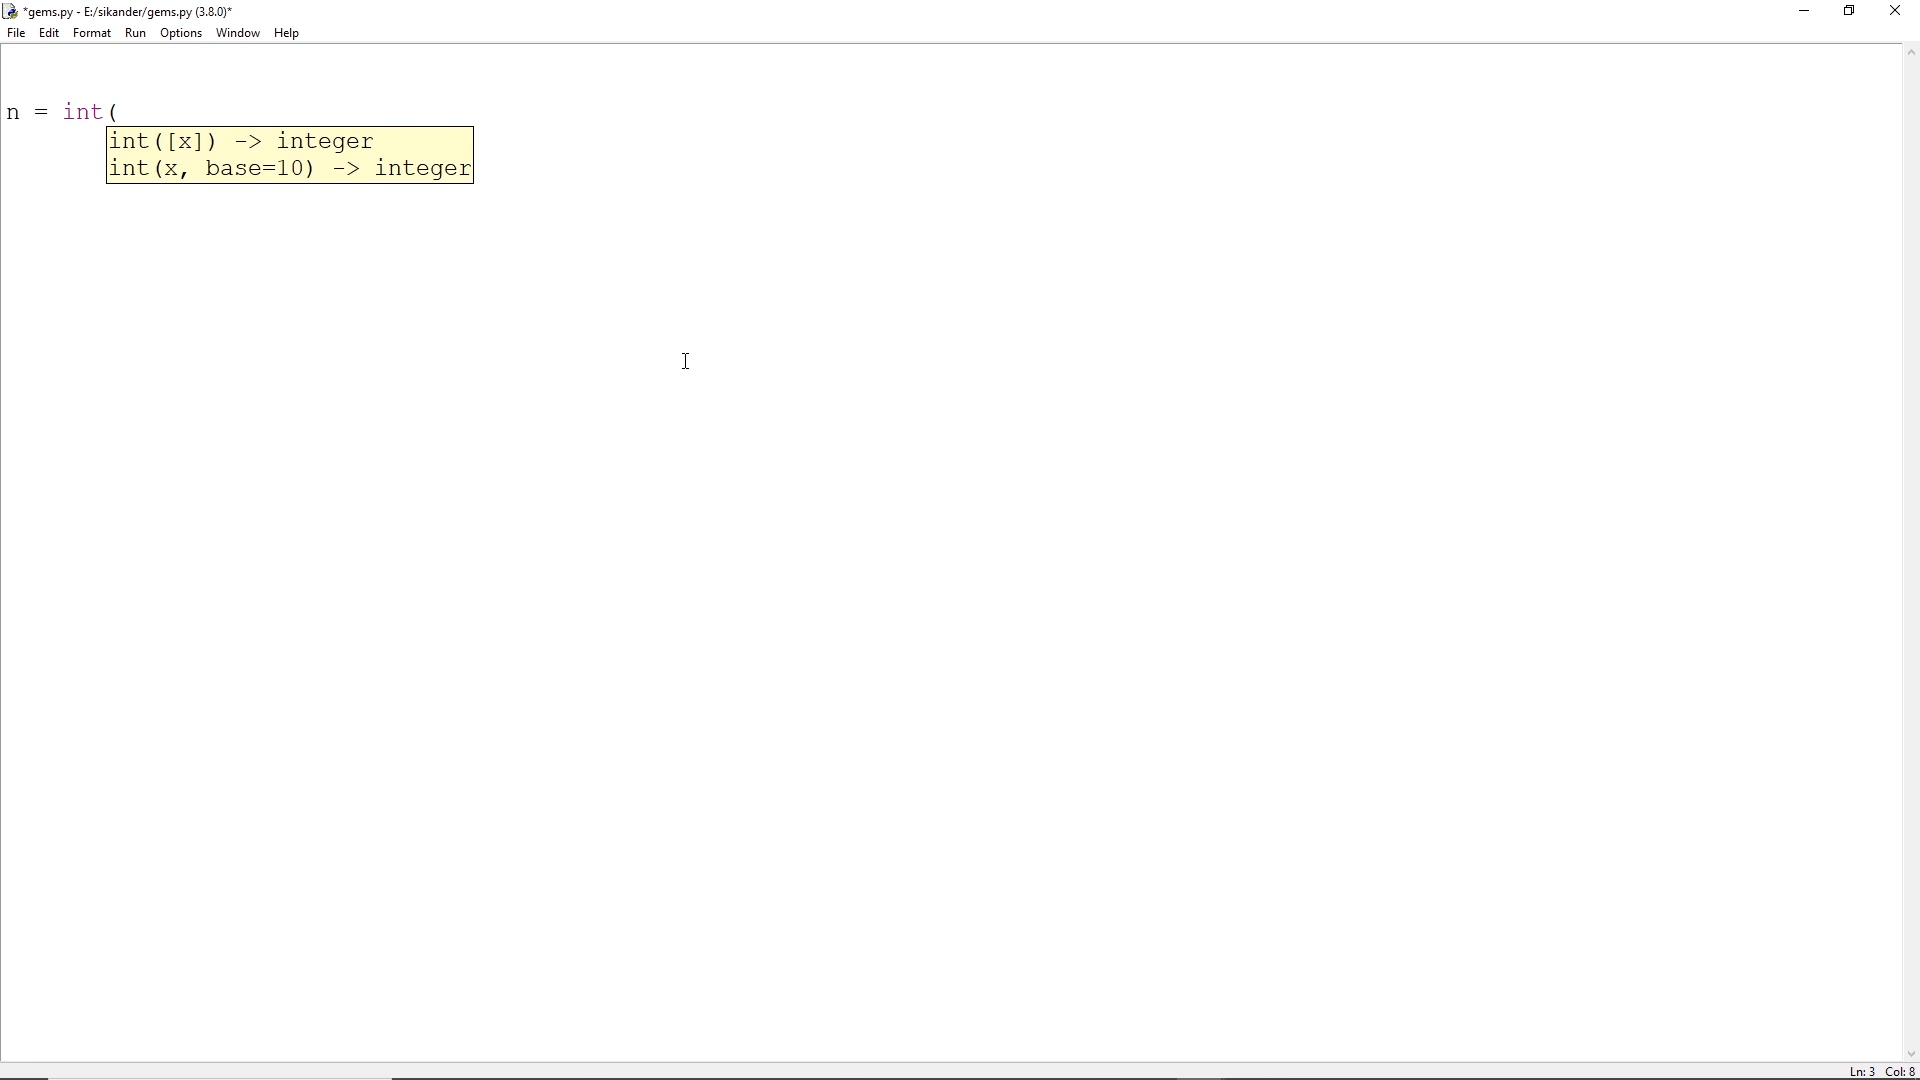 *gems.py - E:/sikander/gems.py (3.8.0)*
File Edit Format Run Options Window Help
n = int(
int([x]) -> integer
int(x, base=10) -> integer
Ln: 3 Col: 8